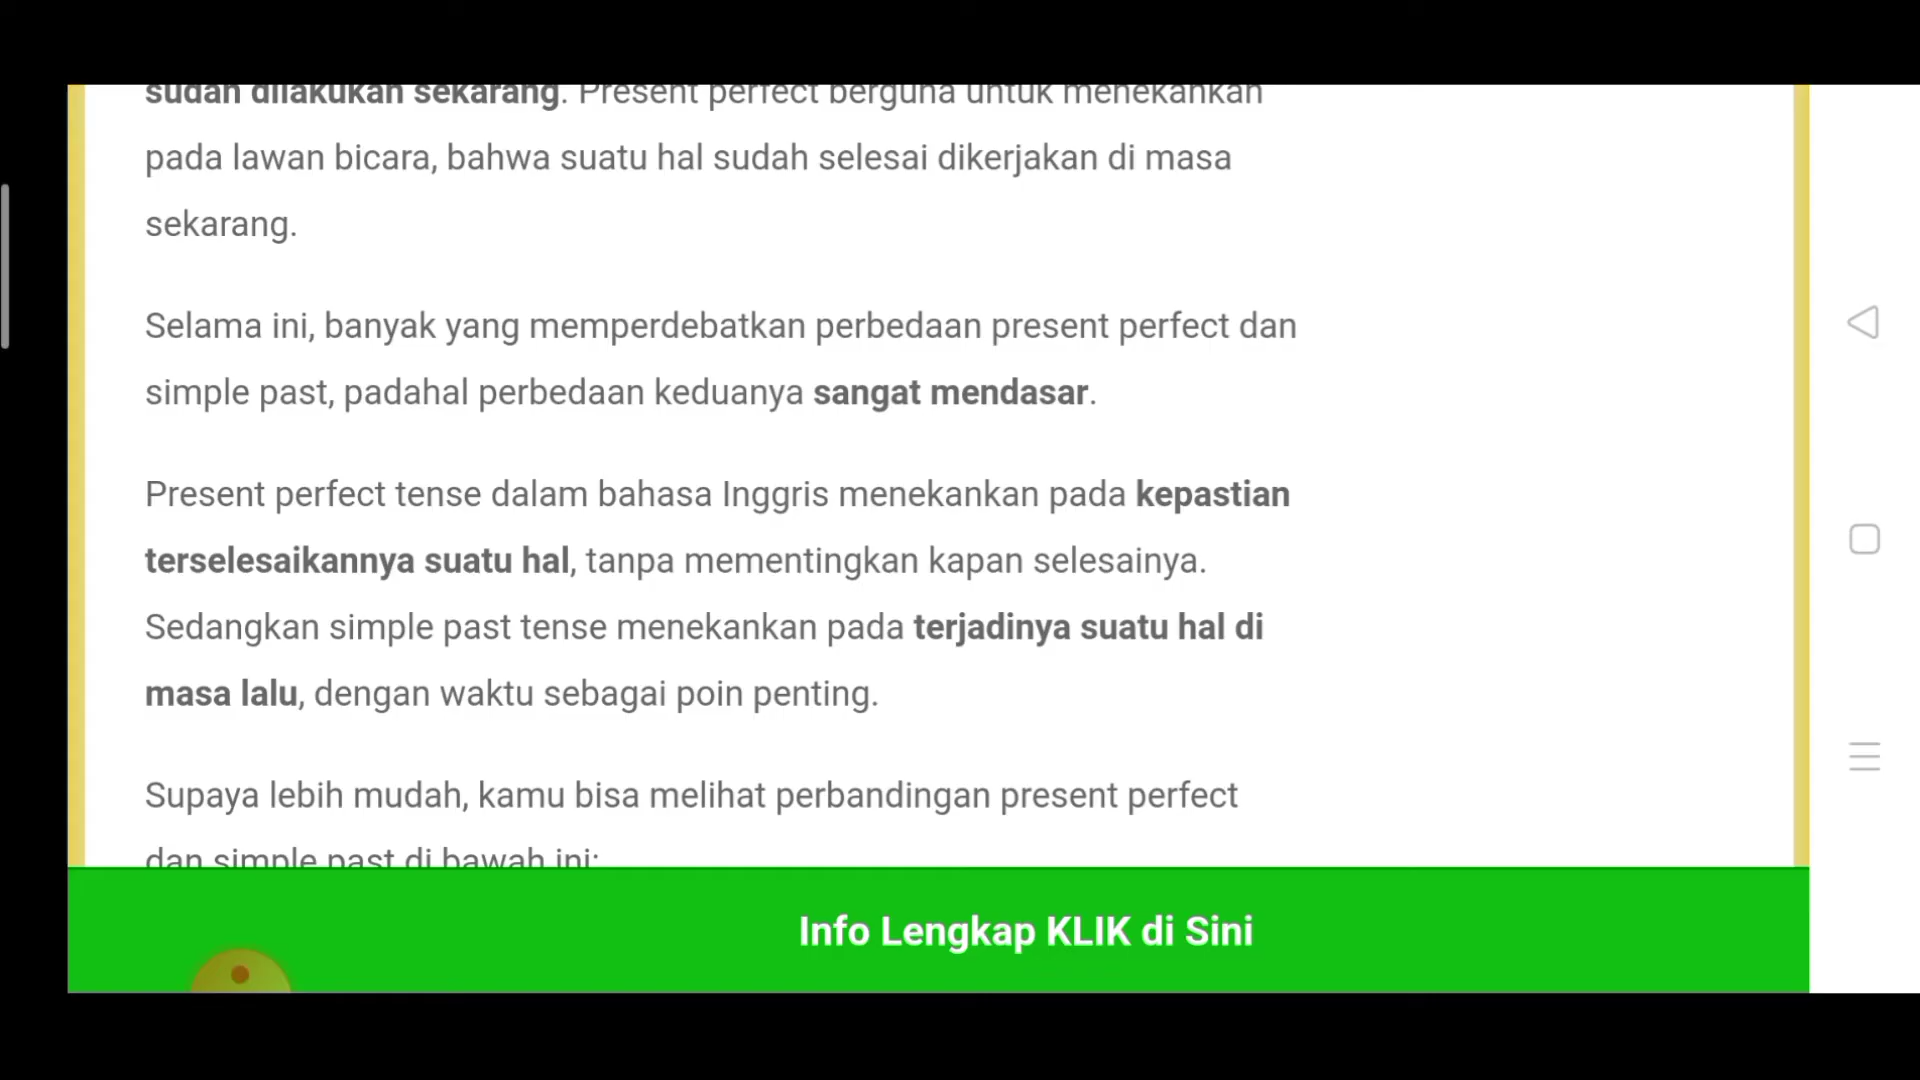 sudah dilakukan sekarang. Present perfect berguna untuk menekankan
pada lawan bicara, bahwa suatu hal sudah selesai dikerjakan di masa
sekarang.
Selama ini, banyak yang memperdebatkan perbedaan present perfect dan
simple past, padahal perbedaan keduanya sangat mendasar.
Present perfect tense dalam bahasa Inggris menekankan pada kepastian
terselesaikannya suatu hal, tanpa mementingkan kapan selesainya.
Sedangkan simple past tense menekankan pada terjadinya suatu hal di
masa lalu, dengan waktu sebagai poin penting.
Supaya lebih mudah, kamu bisa melihat perbandingan present perfect
dan simple past di bawah ini:
Info Lengkap KLIK di Sini